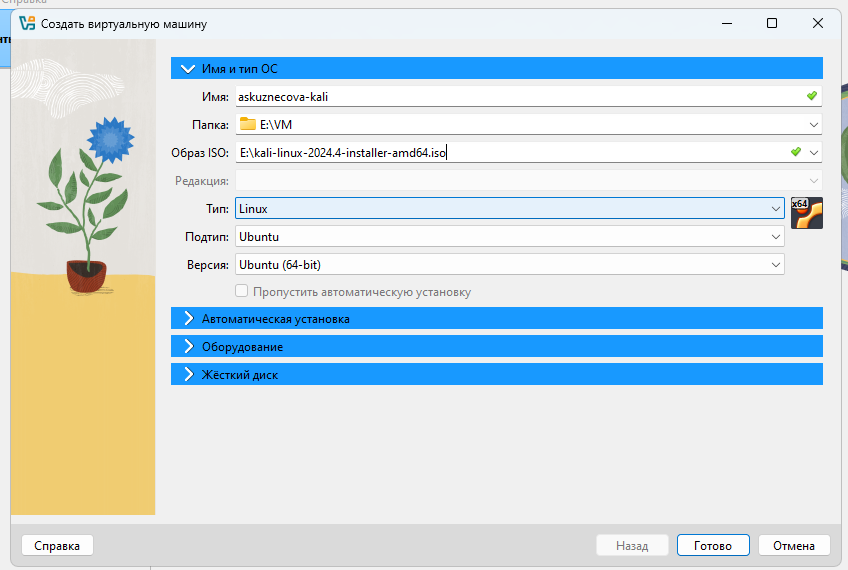 Справка
Создать виртуальную машину
Имя и тип ОС
Имя: askuznecova-kali
Папка: E:\VM
Образ ISO: E:\kali-linux-2024.4-installer-amd64.iso
Редакция:
Тип: Linux
x64
Подтип: Ubuntu
Версия: Ubuntu (64-bit)
Пропустить автоматическую установку
Автоматическая установка
Оборудование
Жёсткий диск
Справка Назад Готово Отмена